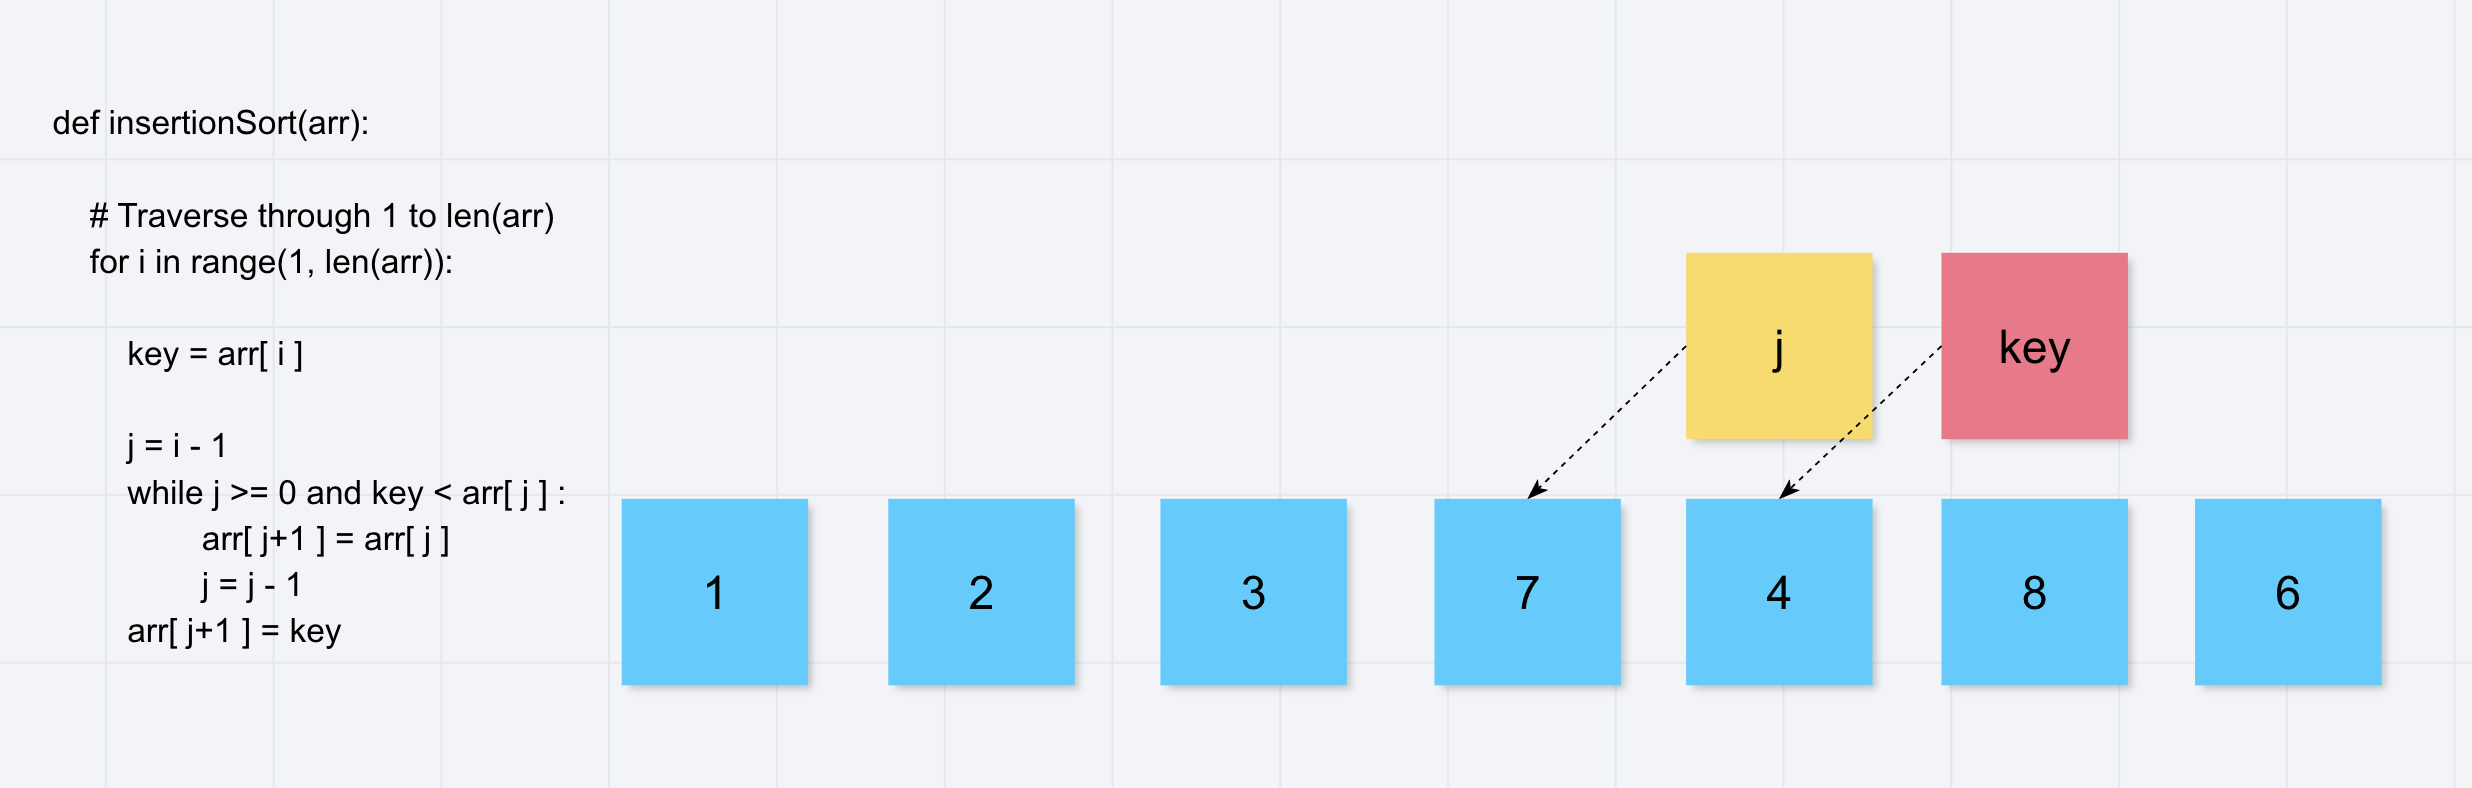 def insertionSort(arr):
# Traverse through 1 to len(arr)
for i in range(1, len(arr)):
key = arr[ i ]
j = i - 1
while j >= 0 and key < arr[ j ] :
arr[ j+1 ] = arr[ j ]
j = j - 1
arr[ j+1 ] = key
j
key
1
2
3
7
4
8
6